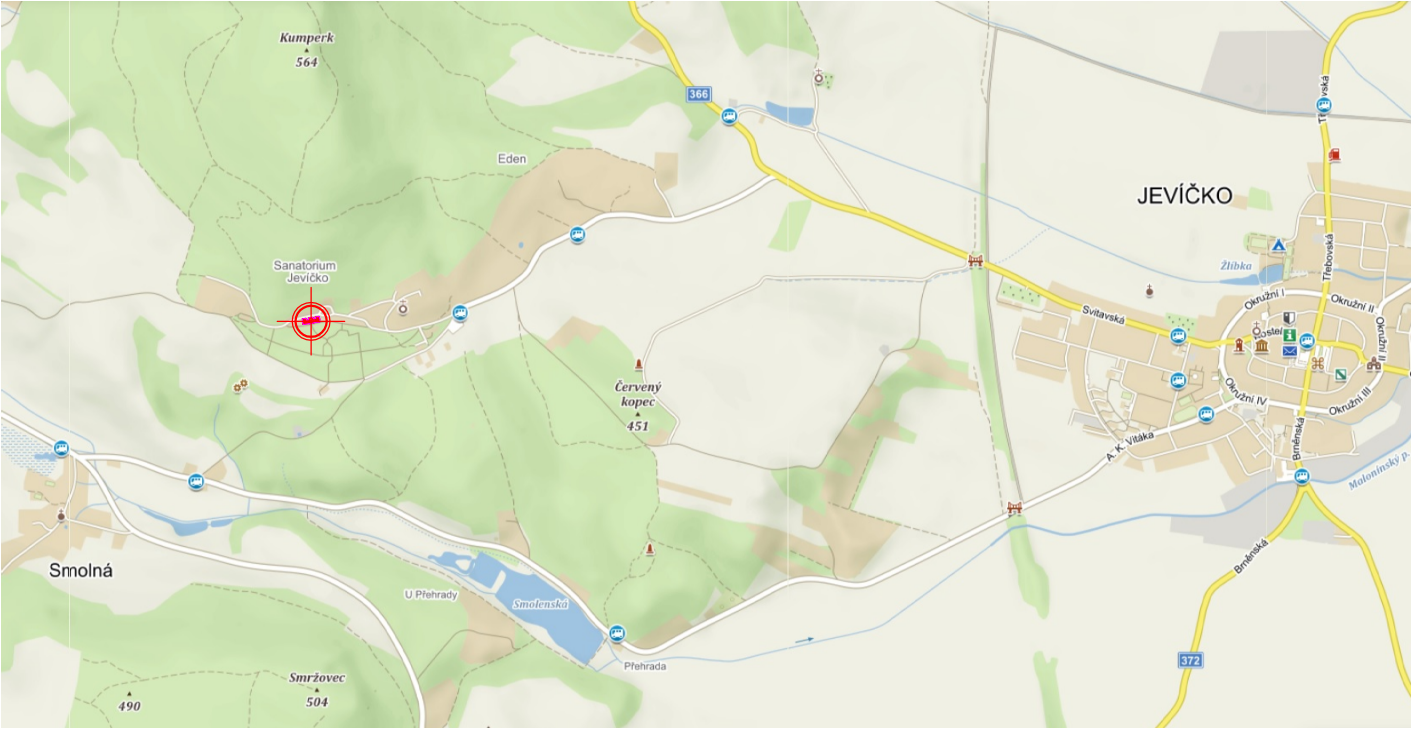 Kumperk
564
366
Třebovská
Eden
JEVÍČKO
Sanatorium
Jevíčko
Žlíbka
Třebovská
Okružní I
Okružní II
Svitavská
Okružní II
Červený
kopec
451
Okružní IV
Okružní III
A. K. Vitáka
Brněnská
Malonínský p.
Smolná
Brněnská
U Přehrady
Smolenská
372
Přehrada
Smržovec
504
490